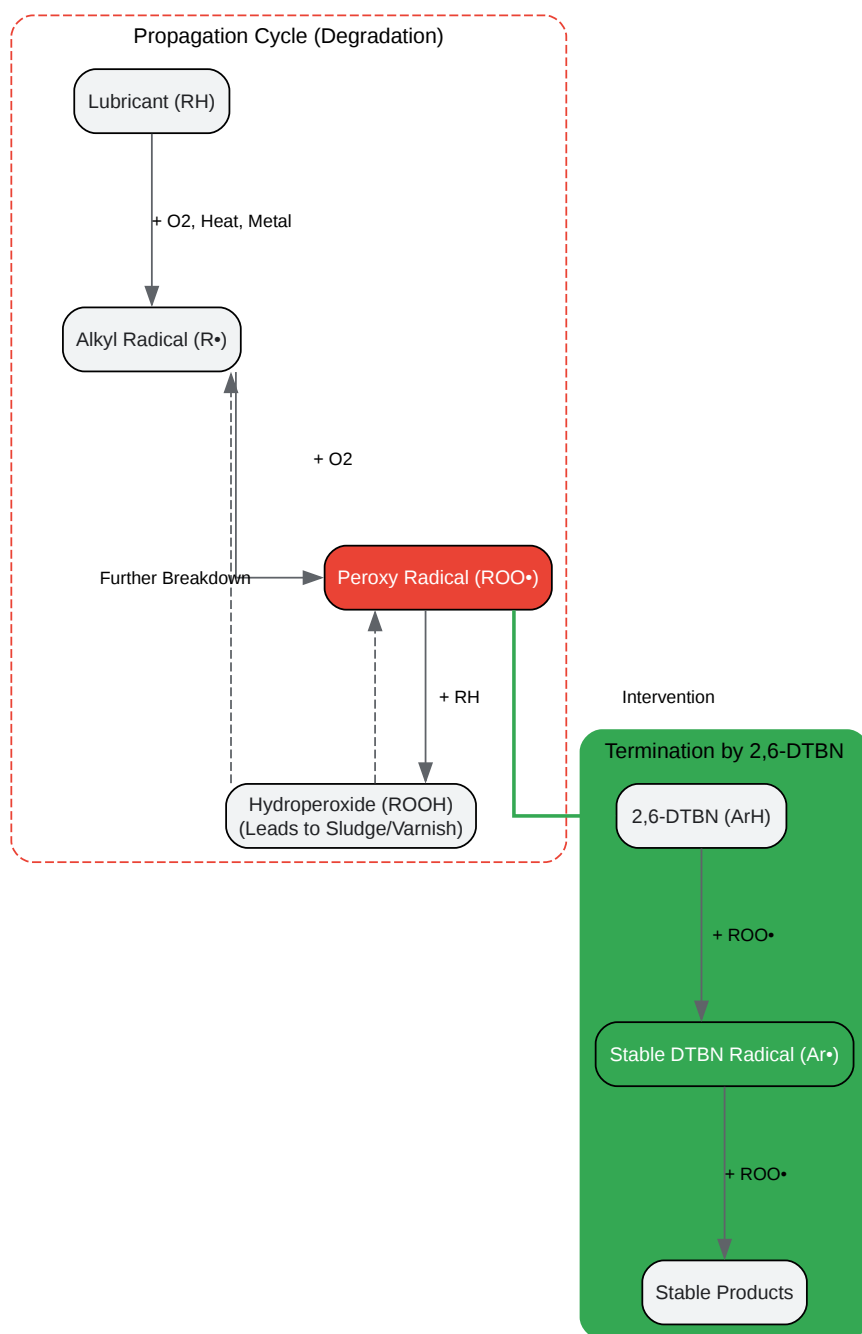 Propagation Cycle (Degradation)
Lubricant (RH)
+ O2, Heat, Metal
Alkyl Radical (R•)
+ O2
Further Breakdown
Peroxy Radical (ROO•)
+ RH
Hydroperoxide (ROOH)
(Leads to Sludge/Varnish)
Intervention
Termination by 2,6-DTBN
2,6-DTBN (ArH)
+ ROO•
Stable DTBN Radical (Ar•)
+ ROO•
Stable Products